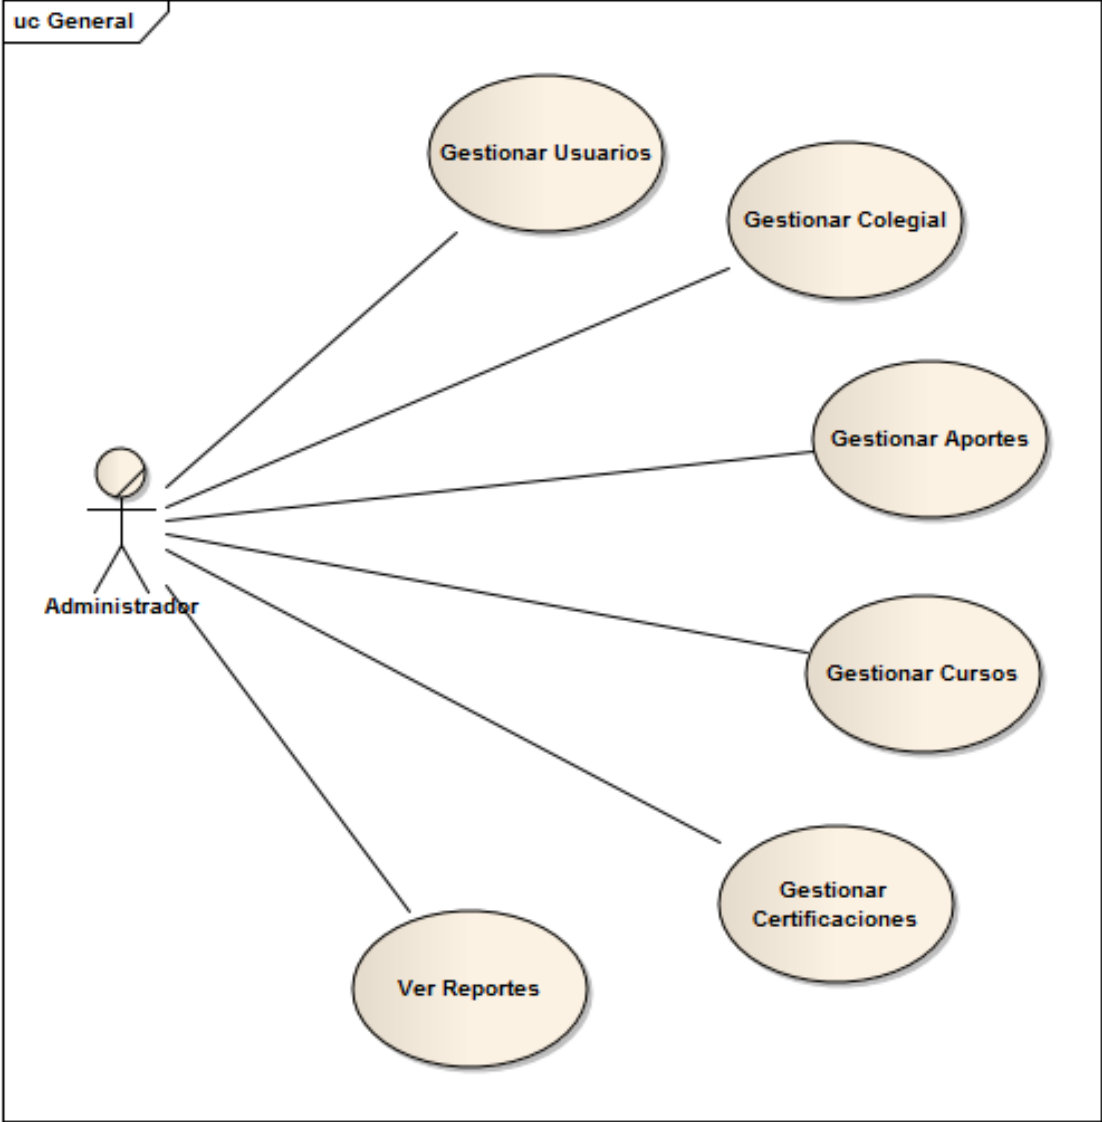 uc General
Gestionar Usuarios
Gestionar Colegial
Gestionar Aportes
Administrador
Gestionar Cursos
Gestionar
Certificaciones
Ver Reportes